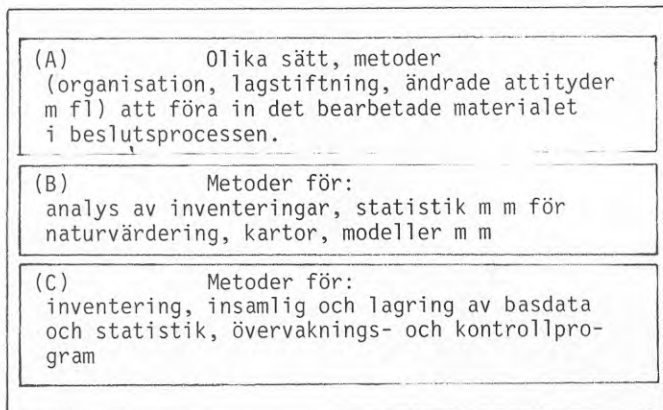 (A) Olika sätt, metoder
(organisation, lagstiftning, ändrade attityder
m fl) att föra in det bearbetade materialet
i beslutsprocessen.
(B) Metoder för:
analys av inventeringar, statistik m m för
naturvärdering, kartor, modeller m m
(C) Metoder för:
inventering, insamlig och lagring av basdata
och statistik, övervaknings- och kontrollpro-
gram